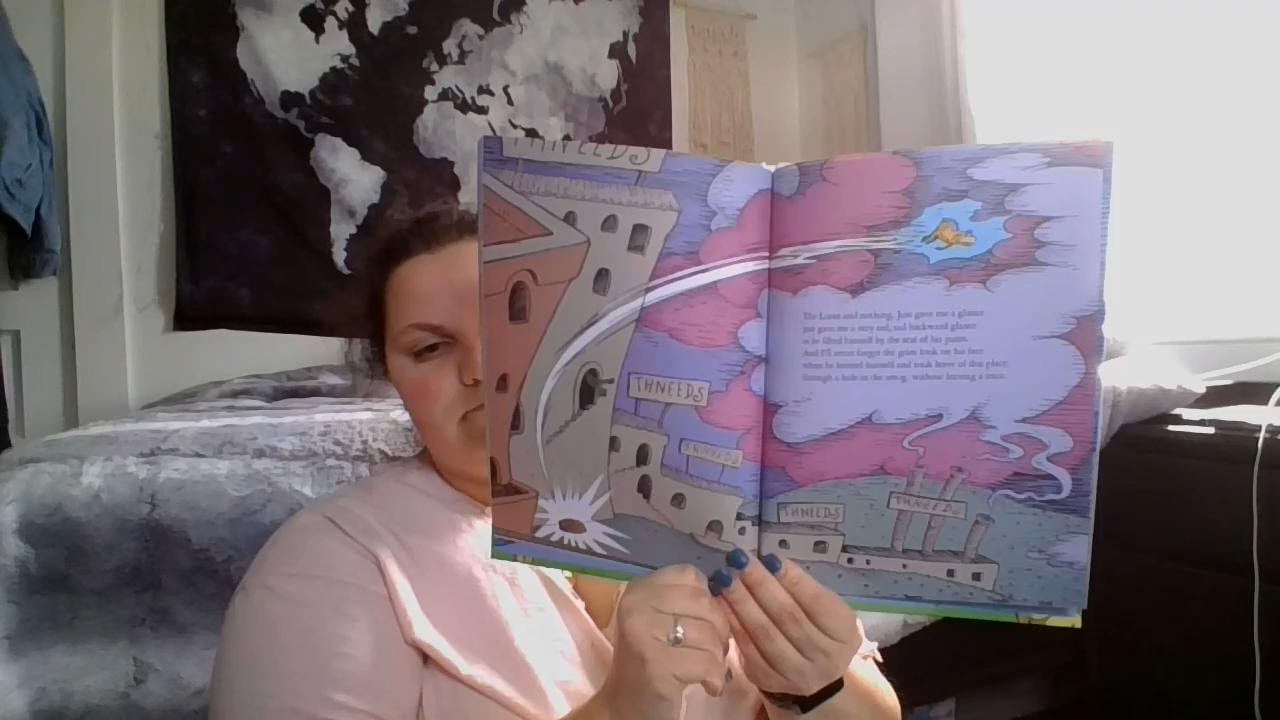 THNEEDS
THNEEDS
THNEEDS
The Lorax said nothing. Just gave me a glance
just gave me a very sad, sad backward glance
as he lifted himself by the seat of his pants.
And I'll never forget the grim look on his face
when he heisted himself and took leave of this place,
through a hole in the smog, without leaving a trace.
THNEEDS
THNEEDS